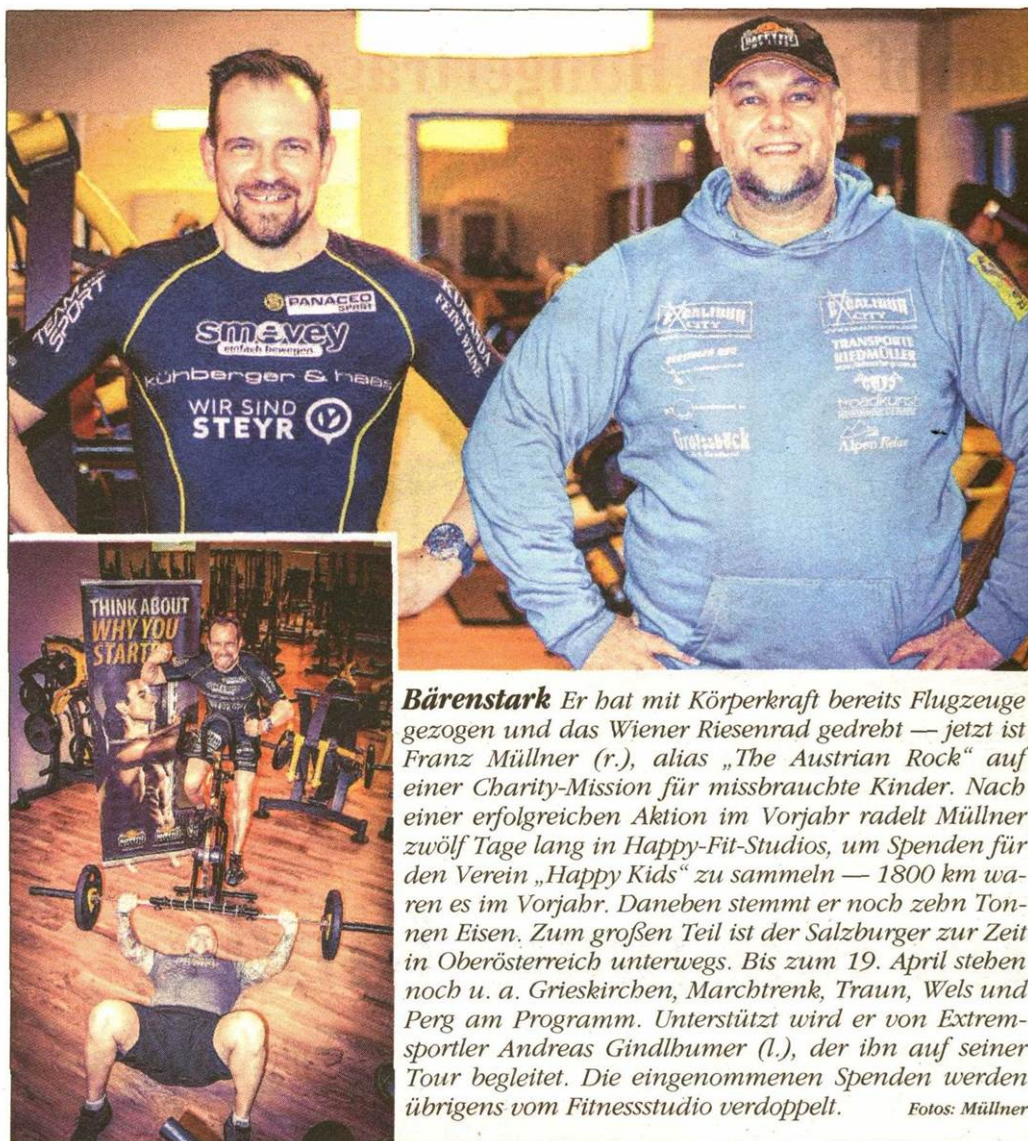 TEAM
SPORT
PANACEO
SPORT
smovey
einfach bewegen
kühberger & haas
WIR SIND
STEYR
FEINE WEINE
EXCALIBUR
CITY
EXCALIBUR
CITY
TRANSPORTE
RIEDMÜLLER
Alpen Relax
THINK ABOUT
WHY YOU
STARTED
Bärenstark Er hat mit Körperkraft bereits Flugzeuge
gezogen und das Wiener Riesenrad gedreht — jetzt ist
Franz Müllner (r.), alias „The Austrian Rock“ auf
einer Charity-Mission für missbrauchte Kinder. Nach
einer erfolgreichen Aktion im Vorjahr radelt Müllner
zwölf Tage lang in Happy-Fit-Studios, um Spenden für
den Verein „Happy Kids“ zu sammeln — 1800 km wa-
ren es im Vorjahr. Daneben stemmt er noch zehn Ton-
nen Eisen. Zum großen Teil ist der Salzburger zur Zeit
in Oberösterreich unterwegs. Bis zum 19. April stehen
noch u. a. Grieskirchen, Marchtrenk, Traun, Wels und
Perg am Programm. Unterstützt wird er von Extrem-
sportler Andreas Gindlhumer (l.), der ihn auf seiner
Tour begleitet. Die eingenommenen Spenden werden
übrigens vom Fitnessstudio verdoppelt. Fotos: Müllner